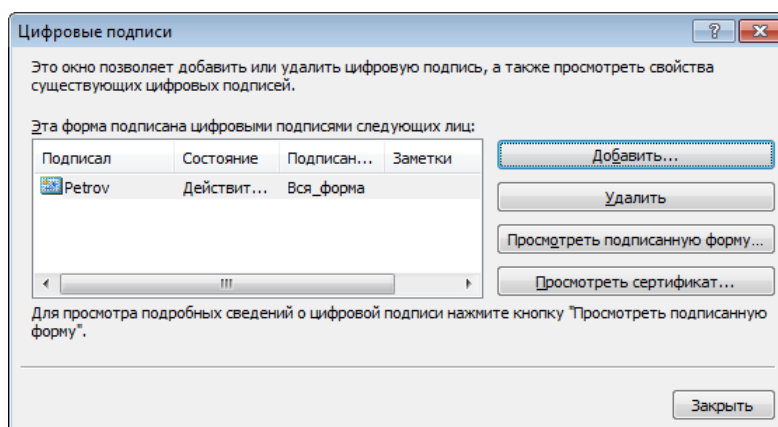 Цифровые подписи
Это окно позволяет добавить или удалить цифровую подпись, а также просмотреть свойства
существующих цифровых подписей.
Эта форма подписана цифровыми подписями следующих лиц:
Подписал Состояние Подписан... Заметки
Petrov Действит... Вся_форма
Добавить...
Удалить
Просмотреть подписанную форму...
Просмотреть сертификат...
Для просмотра подробных сведений о цифровой подписи нажмите кнопку "Просмотреть подписанную
форму".
Закрыть